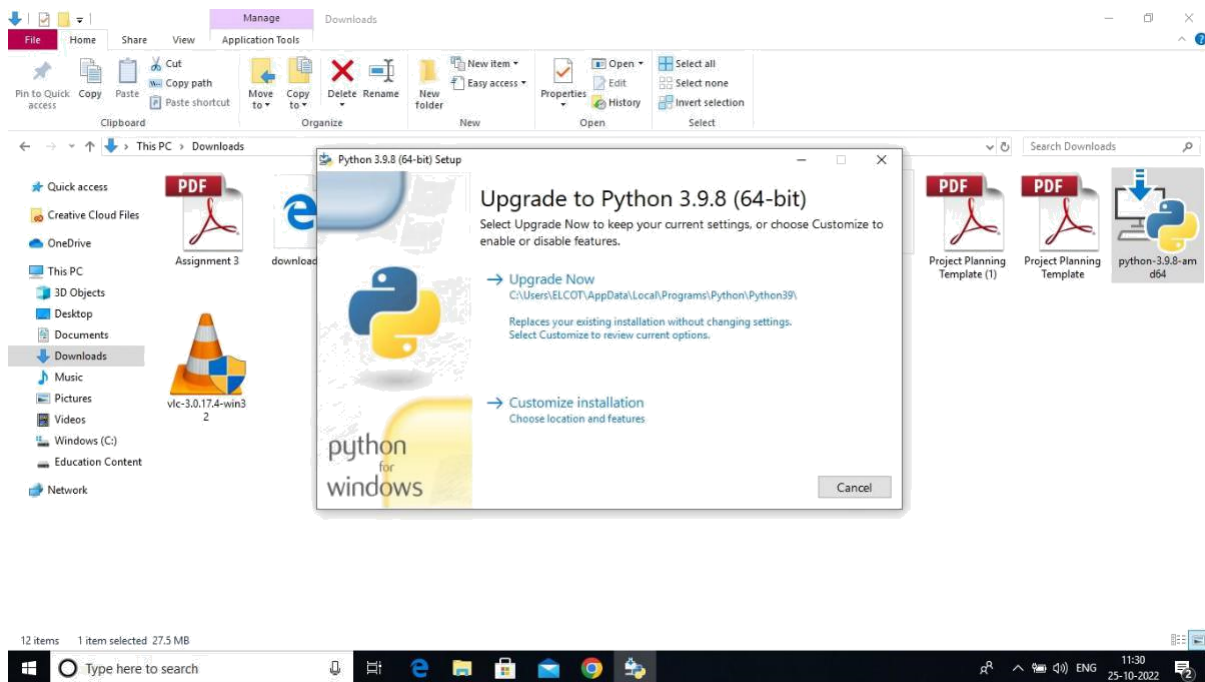 Manage
Downloads
File
Home
Share
View
Application Tools
Pin to Quick access
Copy
Paste
Cut
Copy path
Paste shortcut
Clipboard
Move to
Copy to
Delete
Rename
Organize
New folder
New item
Easy access
New
Properties
Open
Edit
History
Open
Select all
Select none
Invert selection
Select
This PC > Downloads
Search Downloads
Quick access
Creative Cloud Files
OneDrive
This PC
3D Objects
Desktop
Documents
Downloads
Music
Pictures
Videos
Windows (C:)
Education Content
Network
PDF
Assignment 3
download
vlc-3.0.17.4-win3
2
Python 3.9.8 (64-bit) Setup
Upgrade to Python 3.9.8 (64-bit)
Select Upgrade Now to keep your current settings, or choose Customize to
enable or disable features.
Upgrade Now
C:\Users\ELCOT\AppData\Local\Programs\Python\Python39\
Replaces your existing installation without changing settings.
Select Customize to review current options.
Customize installation
Choose location and features
python
for
windows
Cancel
PDF
Project Planning
Template (1)
PDF
Project Planning
Template
python-3.9.8-am
d64
12 items 1 item selected 27.5 MB
Type here to search
ENG
11:30
25-10-2022
2